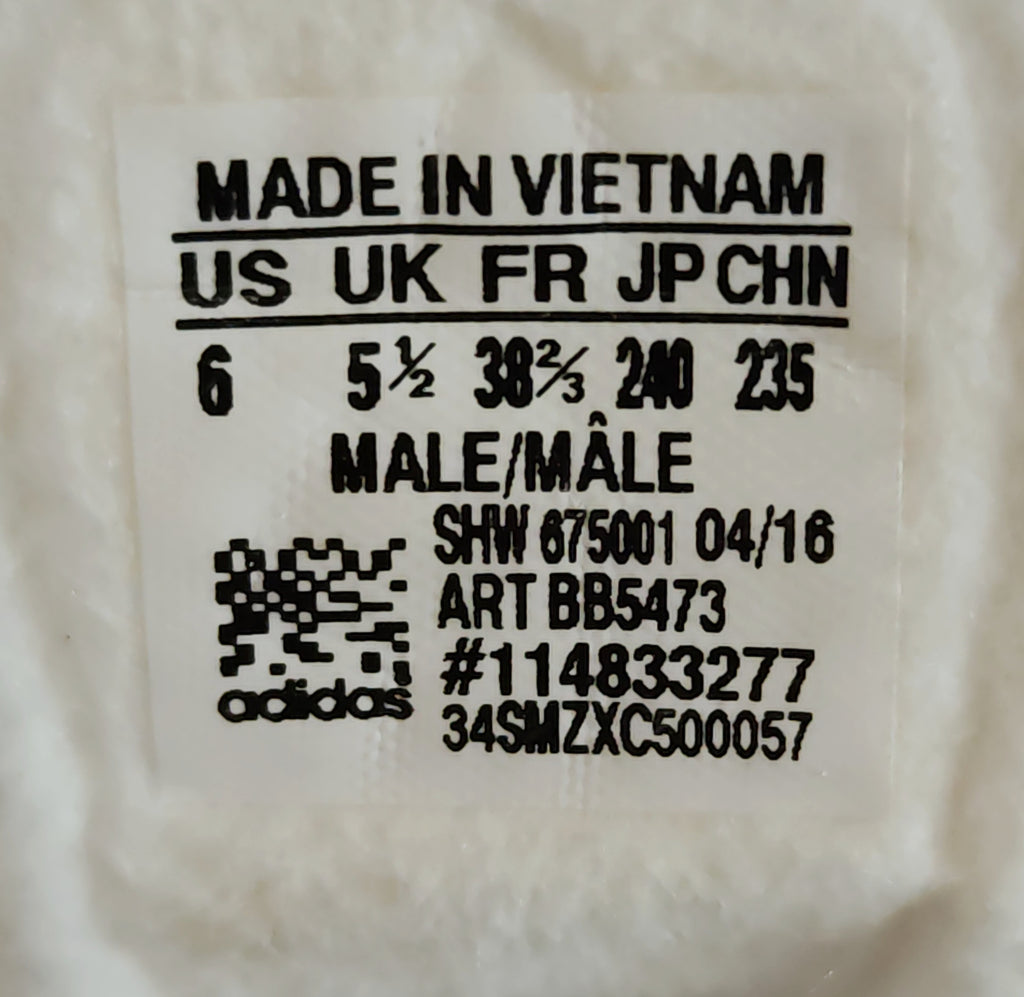 MADE IN VIETNAM
US UK FR JP CHN
6 5½ 38⅔ 240 235
MALE/MÂLE
SHW 675001 04/16
ART BB5473
#114833277
adidas
34SMZXC500057